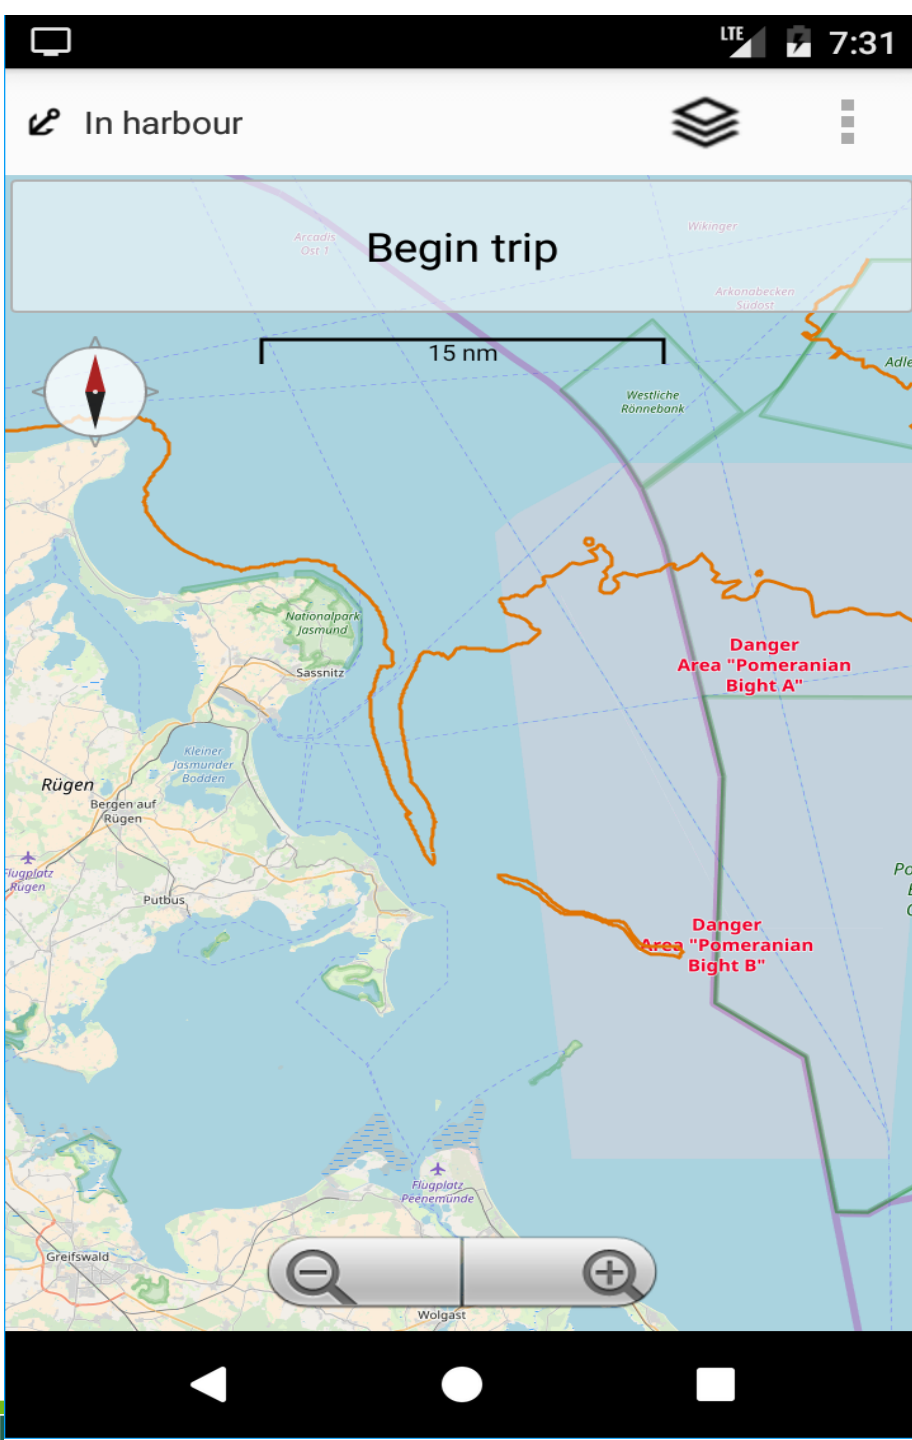 LTE 7:31
In harbour
Wikinger
Arcadis
Ost 1
Begin trip
Arkonabecken
Südost
15 nm
Westliche
Rönnebank
Nationalpark
Jasmund
Sassnitz
Danger
Area "Pomeranian
Bight A"
Kleiner
Jasmunder
Bodden
Rügen
Bergen auf
Rügen
Flugplatz
Rügen
Putbus
Danger
Area "Pomeranian
Bight B"
Flugplatz
Peenemünde
Greifswald
Wolgast